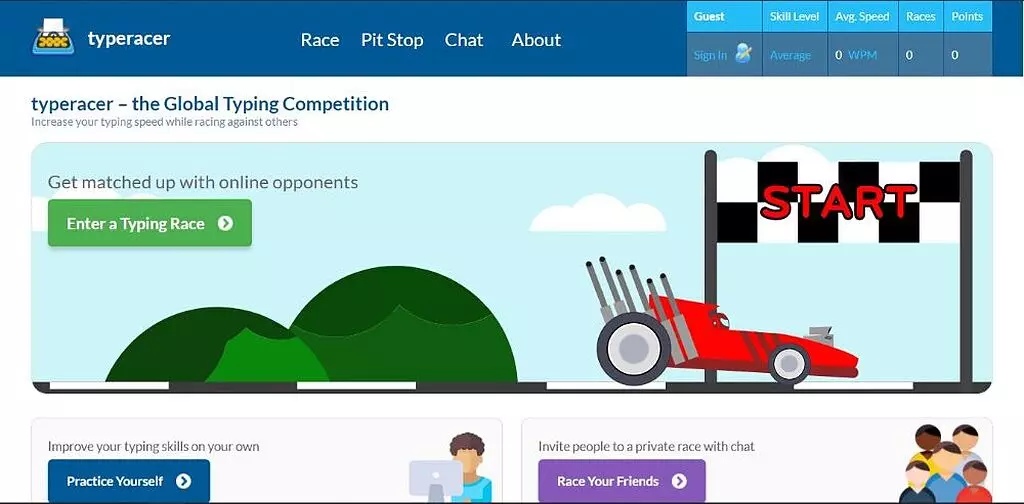 typeracer
Race Pit Stop Chat About
Guest Skill Level Avg. Speed Races Points
Sign In Average 0 WPM 0 0
typeracer – the Global Typing Competition
Increase your typing speed while racing against others
Get matched up with online opponents
Enter a Typing Race
START
Improve your typing skills on your own
Practice Yourself
Invite people to a private race with chat
Race Your Friends